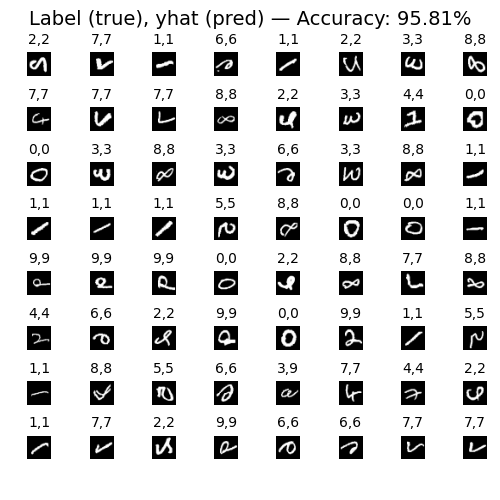 Label (true), yhat (pred) — Accuracy: 95.81%
2,2 7,7 1,1 6,6 1,1 2,2 3,3 8,8
7,7 7,7 7,7 8,8 2,2 3,3 4,4 0,0
0,0 3,3 8,8 3,3 6,6 3,3 8,8 1,1
1,1 1,1 1,1 5,5 8,8 0,0 0,0 1,1
9,9 9,9 9,9 0,0 2,2 8,8 7,7 8,8
4,4 6,6 2,2 9,9 0,0 9,9 1,1 5,5
1,1 8,8 5,5 6,6 3,9 7,7 4,4 2,2
1,1 7,7 2,2 9,9 6,6 6,6 7,7 7,7